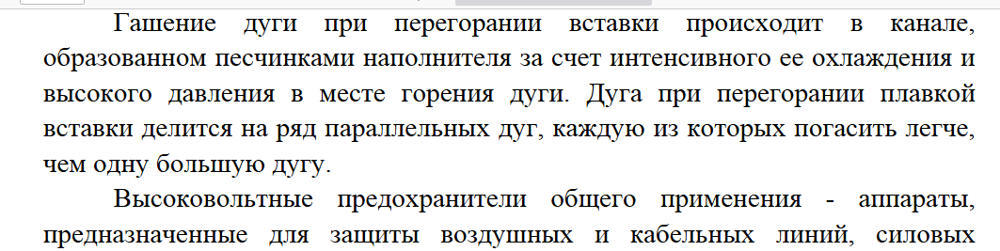 Гашение дуги при перегорании вставки происходит в канале,
образованном песчинками наполнителя за счет интенсивного ее охлаждения и
высокого давления в месте горения дуги. Дуга при перегорании плавкой
вставки делится на ряд параллельных дуг, каждую из которых погасить легче,
чем одну большую дугу.
Высоковольтные предохранители общего применения - аппараты,
предназначенные для защиты воздушных и кабельных линий, силовых